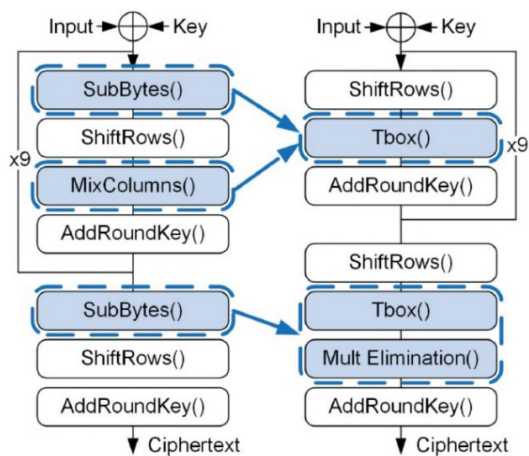 Input Key
SubBytes()
ShiftRows()
MixColumns()
AddRoundKey()
x9
SubBytes()
ShiftRows()
AddRoundKey()
Ciphertext
Input Key
ShiftRows()
Tbox()
AddRoundKey()
x9
ShiftRows()
Tbox()
Mult Elimination()
AddRoundKey()
Ciphertext